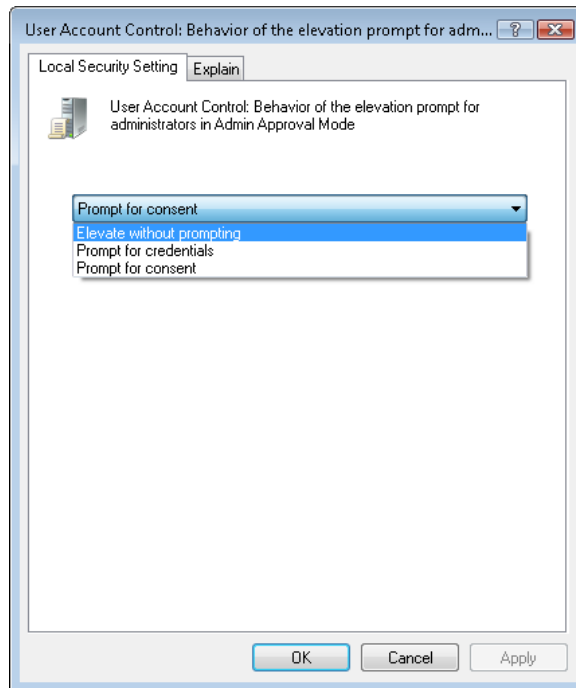 User Account Control: Behavior of the elevation prompt for adm...
Local Security Setting
Explain
User Account Control: Behavior of the elevation prompt for
administrators in Admin Approval Mode
Prompt for consent
Elevate without prompting
Prompt for credentials
Prompt for consent
OK
Cancel
Apply